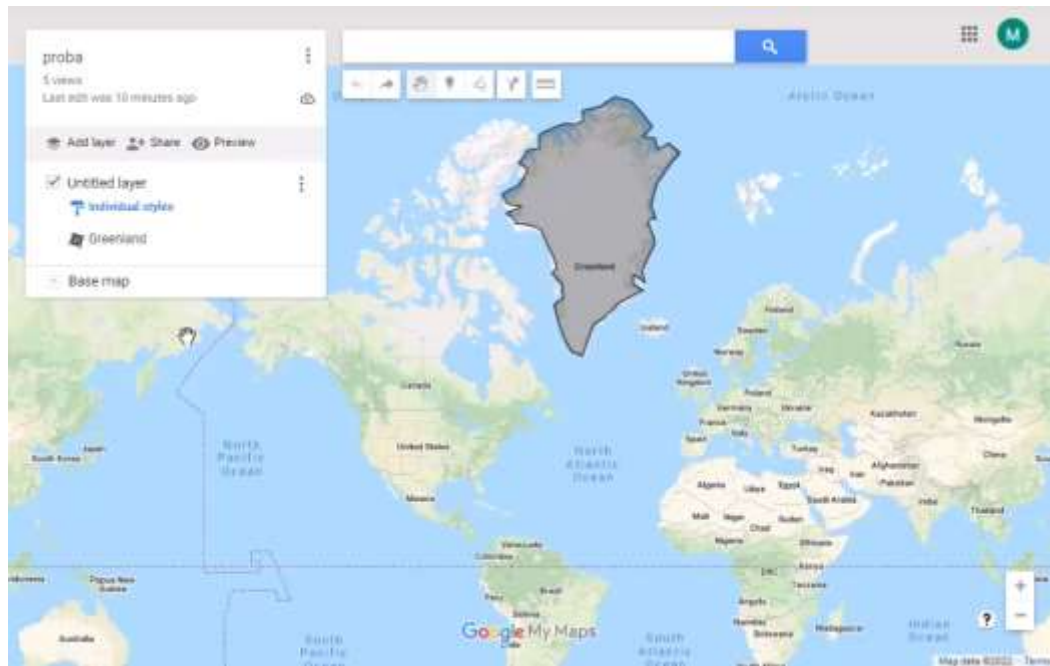 proba
5 views
Last edit was 10 minutes ago
Add layer Share Preview
Untitled layer
Individual styles
Greenland
Base map
M
Arctic Ocean
Greenland
Iceland
Finland
Sweden
Norway
Russia
United
Kingdom
Poland
Germany
Ukraine
France
Spain
Italy
Kazakhstan
Mongolia
Turkey
China
Iraq
Iran
Afghanistan
Pakistan
Canada
United States
Mexico
North
Pacific
Ocean
North
Atlantic
Ocean
South Korea
Japan
Algeria
Libya
Egypt
Saudi Arabia
India
Thailand
Mali
Niger
Chad
Sudan
Nigeria
Ethiopia
Venezuela
Colombia
DRC
Kenya
Tanzania
Papua New
Guinea
Peru
Brazil
Bolivia
Angola
Namibia
Botswana
Madagascar
Chile
Australia
Google My Maps
South
Pacific
Ocean
South
Atlantic
Ocean
Indian
Ocean
+
−
?
Map data ©2022 Terms